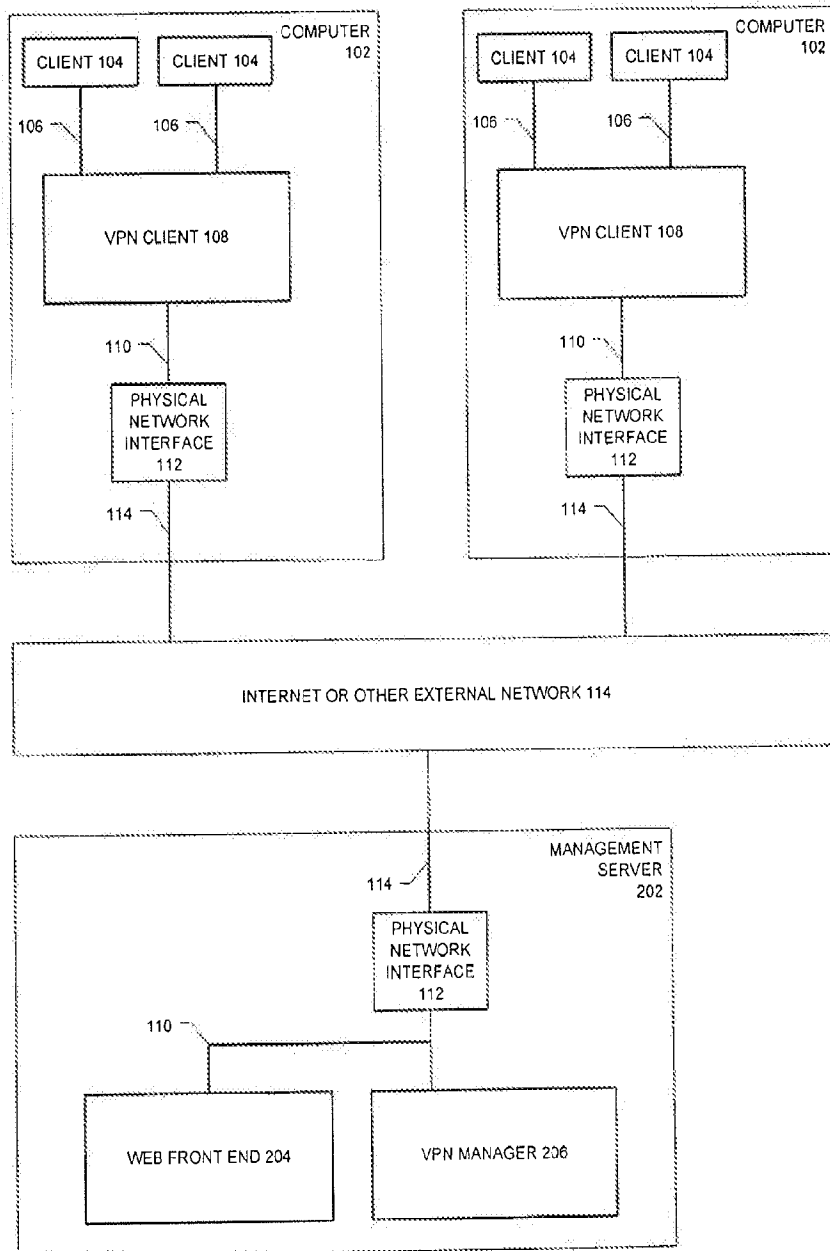 COMPUTER
102
CLIENT 104
CLIENT 104
106
106
VPN CLIENT 108
110
PHYSICAL
NETWORK
INTERFACE
112
114
COMPUTER
102
CLIENT 104
CLIENT 104
106
106
VPN CLIENT 108
110
PHYSICAL
NETWORK
INTERFACE
112
114
INTERNET OR OTHER EXTERNAL NETWORK 114
MANAGEMENT
SERVER
202
114
PHYSICAL
NETWORK
INTERFACE
112
110
WEB FRONT END 204
VPN MANAGER 206